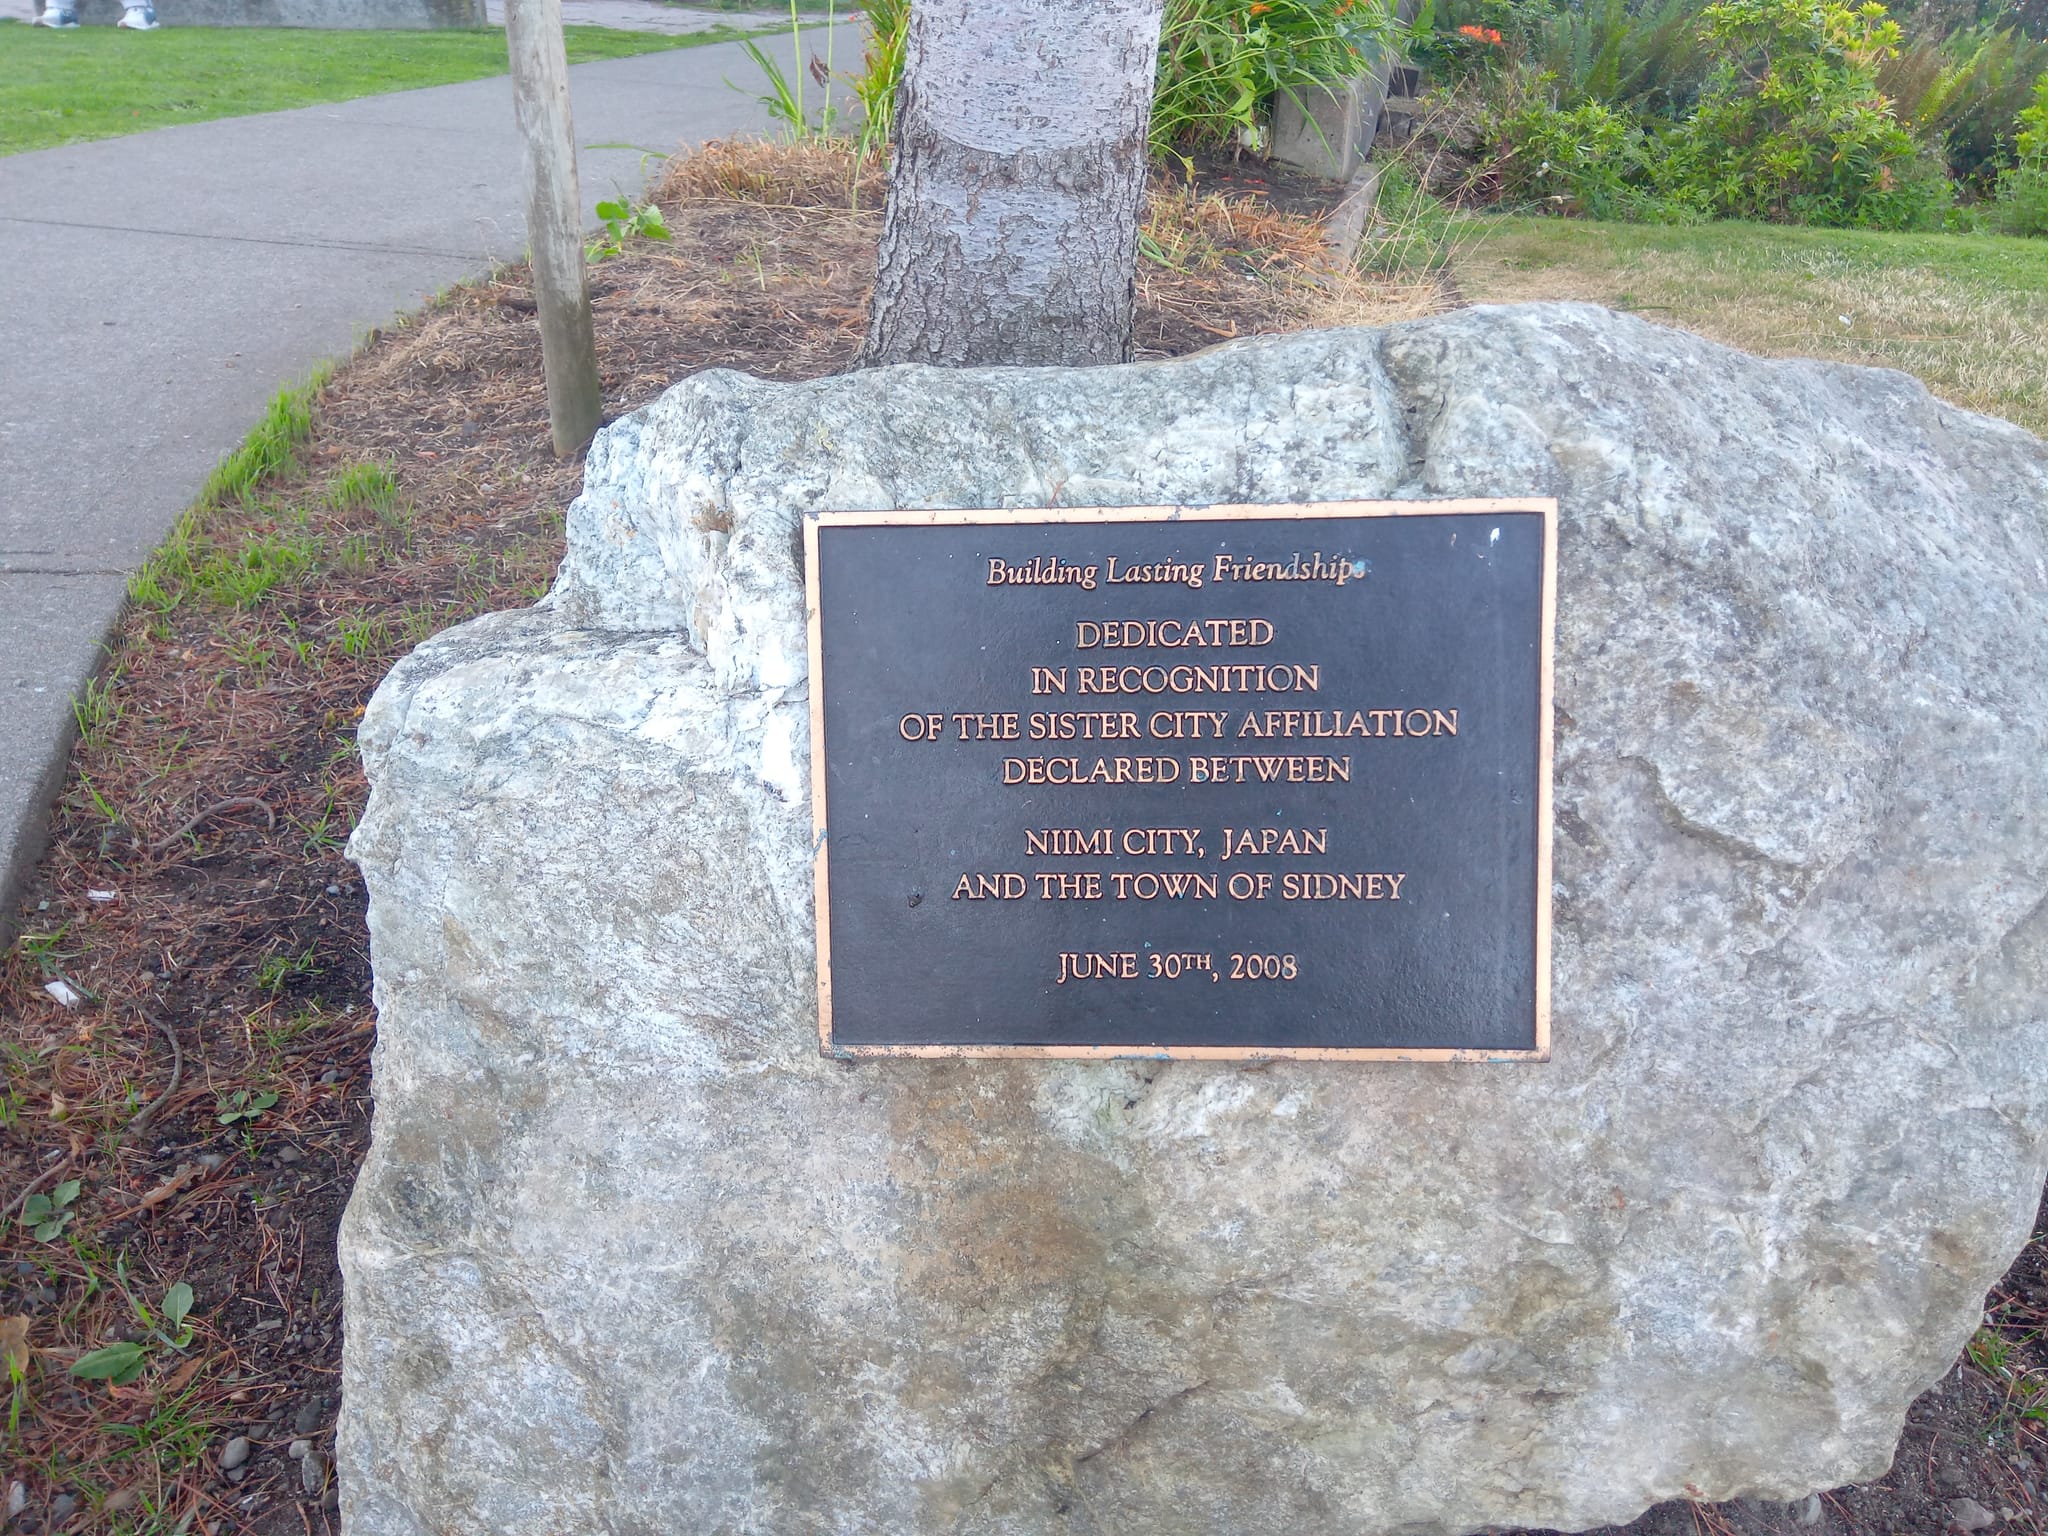 Building Lasting Friendships
DEDICATED
IN RECOGNITION
OF THE SISTER CITY AFFILIATION
DECLARED BETWEEN
NIIMI CITY, JAPAN
AND THE TOWN OF SIDNEY
JUNE 30TH, 2008